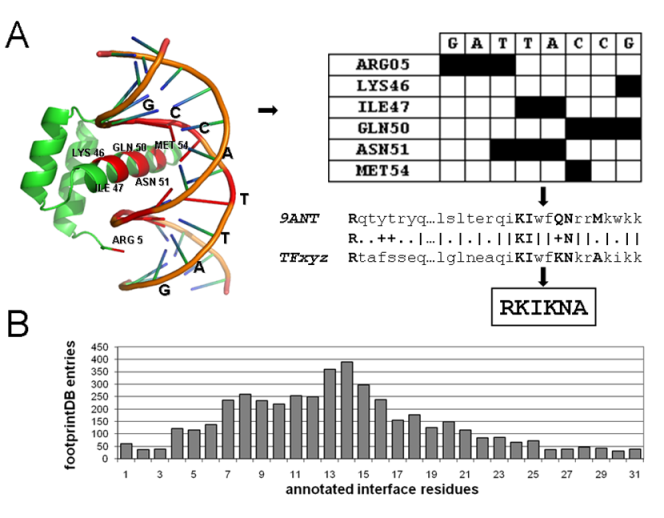 A
G
C
C
LYS 46
GLN 50
MET 54
A
ILE 47
ASN 51
T
ARG 5
T
A
G
G A T T A C C G
ARG05
LYS46
ILE47
GLN50
ASN51
MET54
9ANT Rqtytryq…lslterqiKIwfQNrrMkwkk
R..++..|…|.|.|.||KI||+N||.|.||
TFxyz Rtafsseq…lglneaqiKIwfKNkrAkikk
RKIKNA
B
footprintDB entries
450
400
350
300
250
200
150
100
50
0
1 3 5 7 9 11 13 15 17 19 21 23 25 27 29 31
annotated interface residues